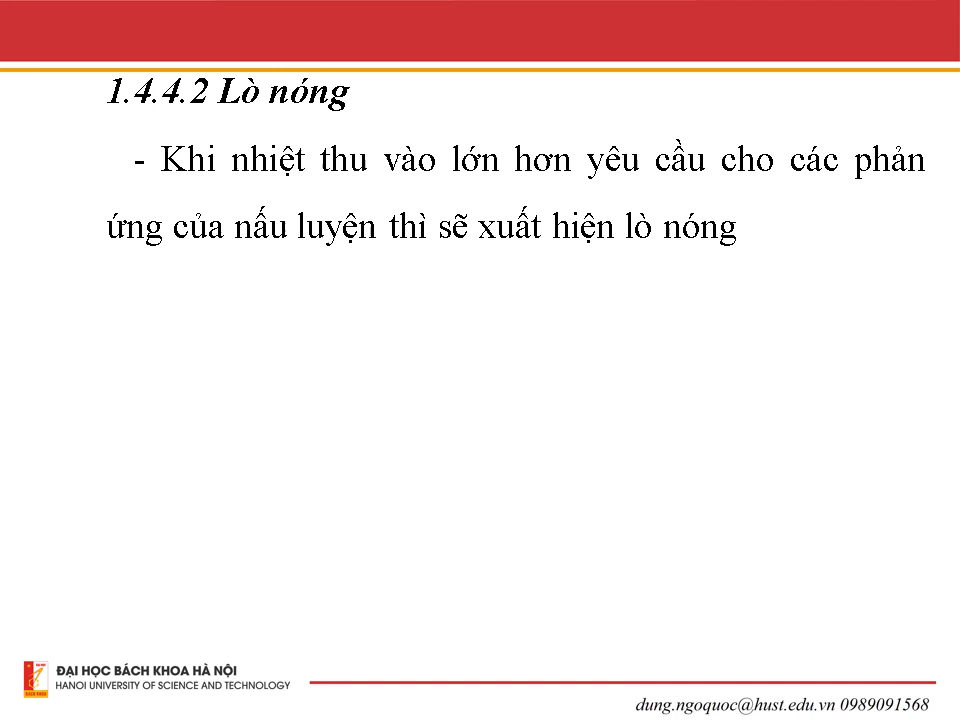 1.4.4.2 Lò nóng
- Khi nhiệt thu vào lớn hơn yêu cầu cho các phản
ứng của nấu luyện thì sẽ xuất hiện lò nóng
ĐẠI HỌC BÁCH KHOA HÀ NỘI
HANOI UNIVERSITY OF SCIENCE AND TECHNOLOGY
dung.ngoquoc@hust.edu.vn 0989091568